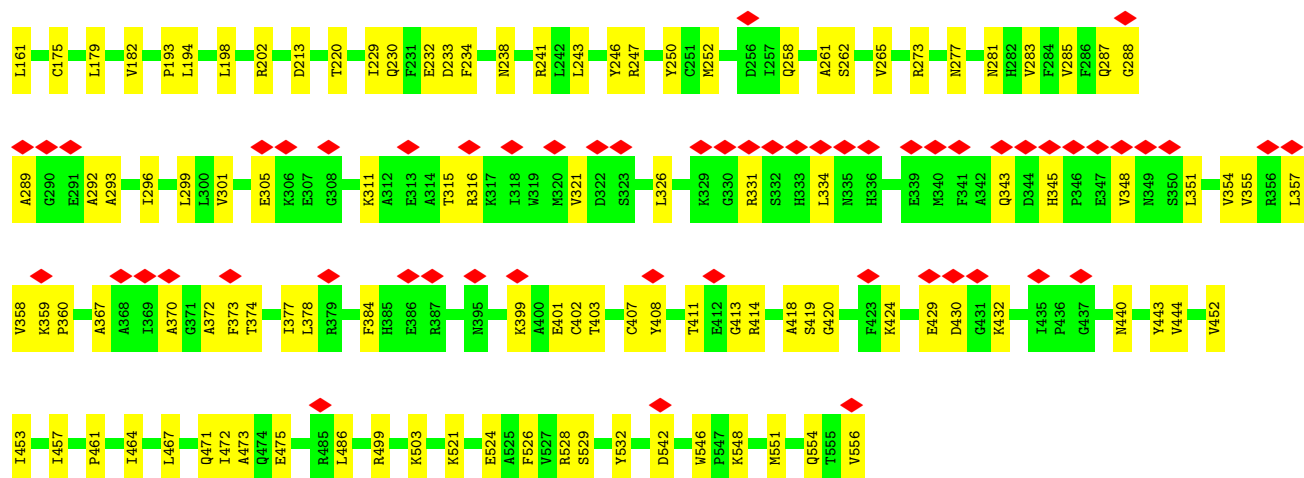 L161 C175 L179 V182 P193 L194 L198 R202 D213 T220 I229 Q230 F231 E232 D233 F234 N238 R241 L242 L243 Y246 R247 Y250 C251 M252 D256 I257 Q258 A261 S262 V265 R273 N277 N281 H282 V283 F284 V285 F286 Q287 G288
A289 G290 E291 A292 A293 I296 L299 L300 V301 E305 K306 E307 G308 K311 A312 E313 A314 T315 R316 K317 I318 W319 M320 V321 D322 S323 L326 K329 G330 R331 S332 H333 L334 N335 H336 E339 M340 F341 A342 Q343 D344 H345 P346 E347 V348 N349 S350 L351 V354 V355 R356 L357
V358 K359 P360 A367 A368 I369 A370 G371 A372 F373 T374 I377 L378 R379 F384 H385 E386 R387 N395 K399 A400 E401 C402 T403 C407 Y408 T411 E412 G413 R414 A418 S419 G420 F423 K424 E429 D430 G431 K432 I435 P436 G437 N440 Y443 V444 V452
I453 I457 P461 I464 L467 Q471 I472 A473 Q474 E475 R485 L486 R499 K503 K521 E524 A525 F526 V527 R528 S529 Y532 D542 W546 P547 K548 M551 Q554 T555 V556